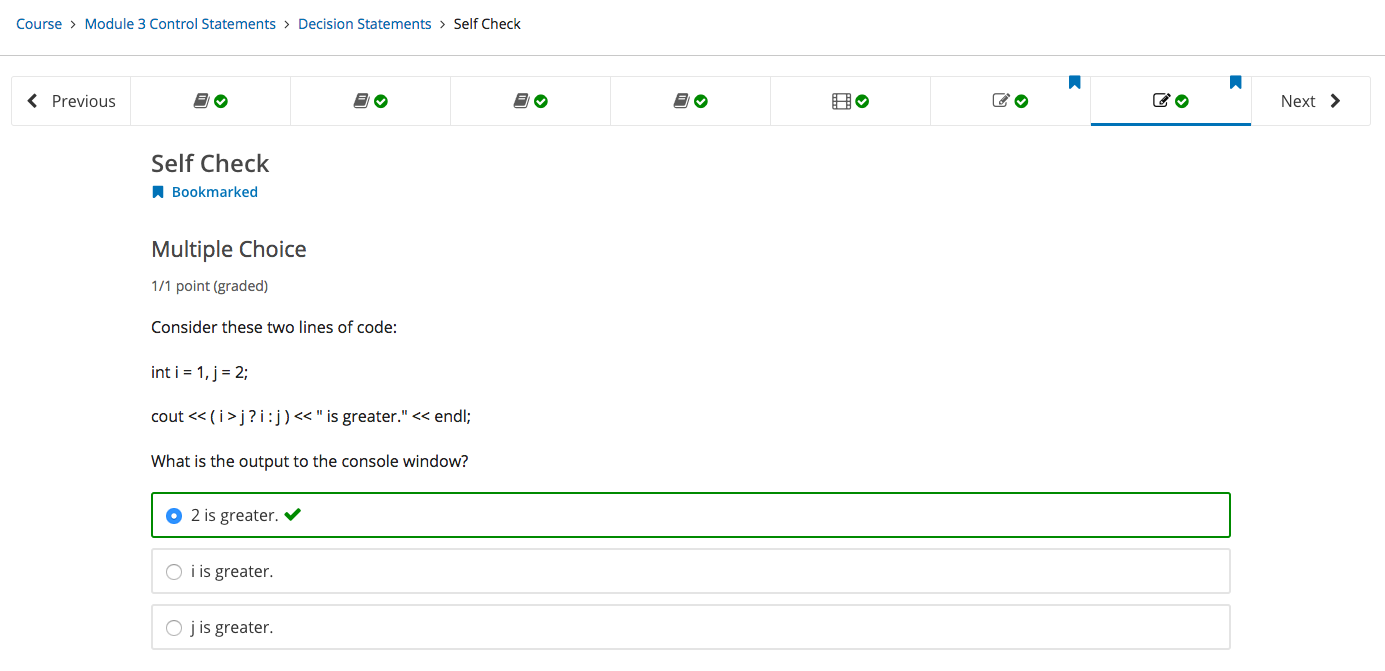 Course > Module 3 Control Statements > Decision Statements > Self Check
Previous
Next
Self Check
Bookmarked
Multiple Choice
1/1 point (graded)
Consider these two lines of code:
int i = 1, j = 2;
cout << ( i > j ? i : j ) << " is greater." << endl;
What is the output to the console window?
2 is greater.
i is greater.
j is greater.